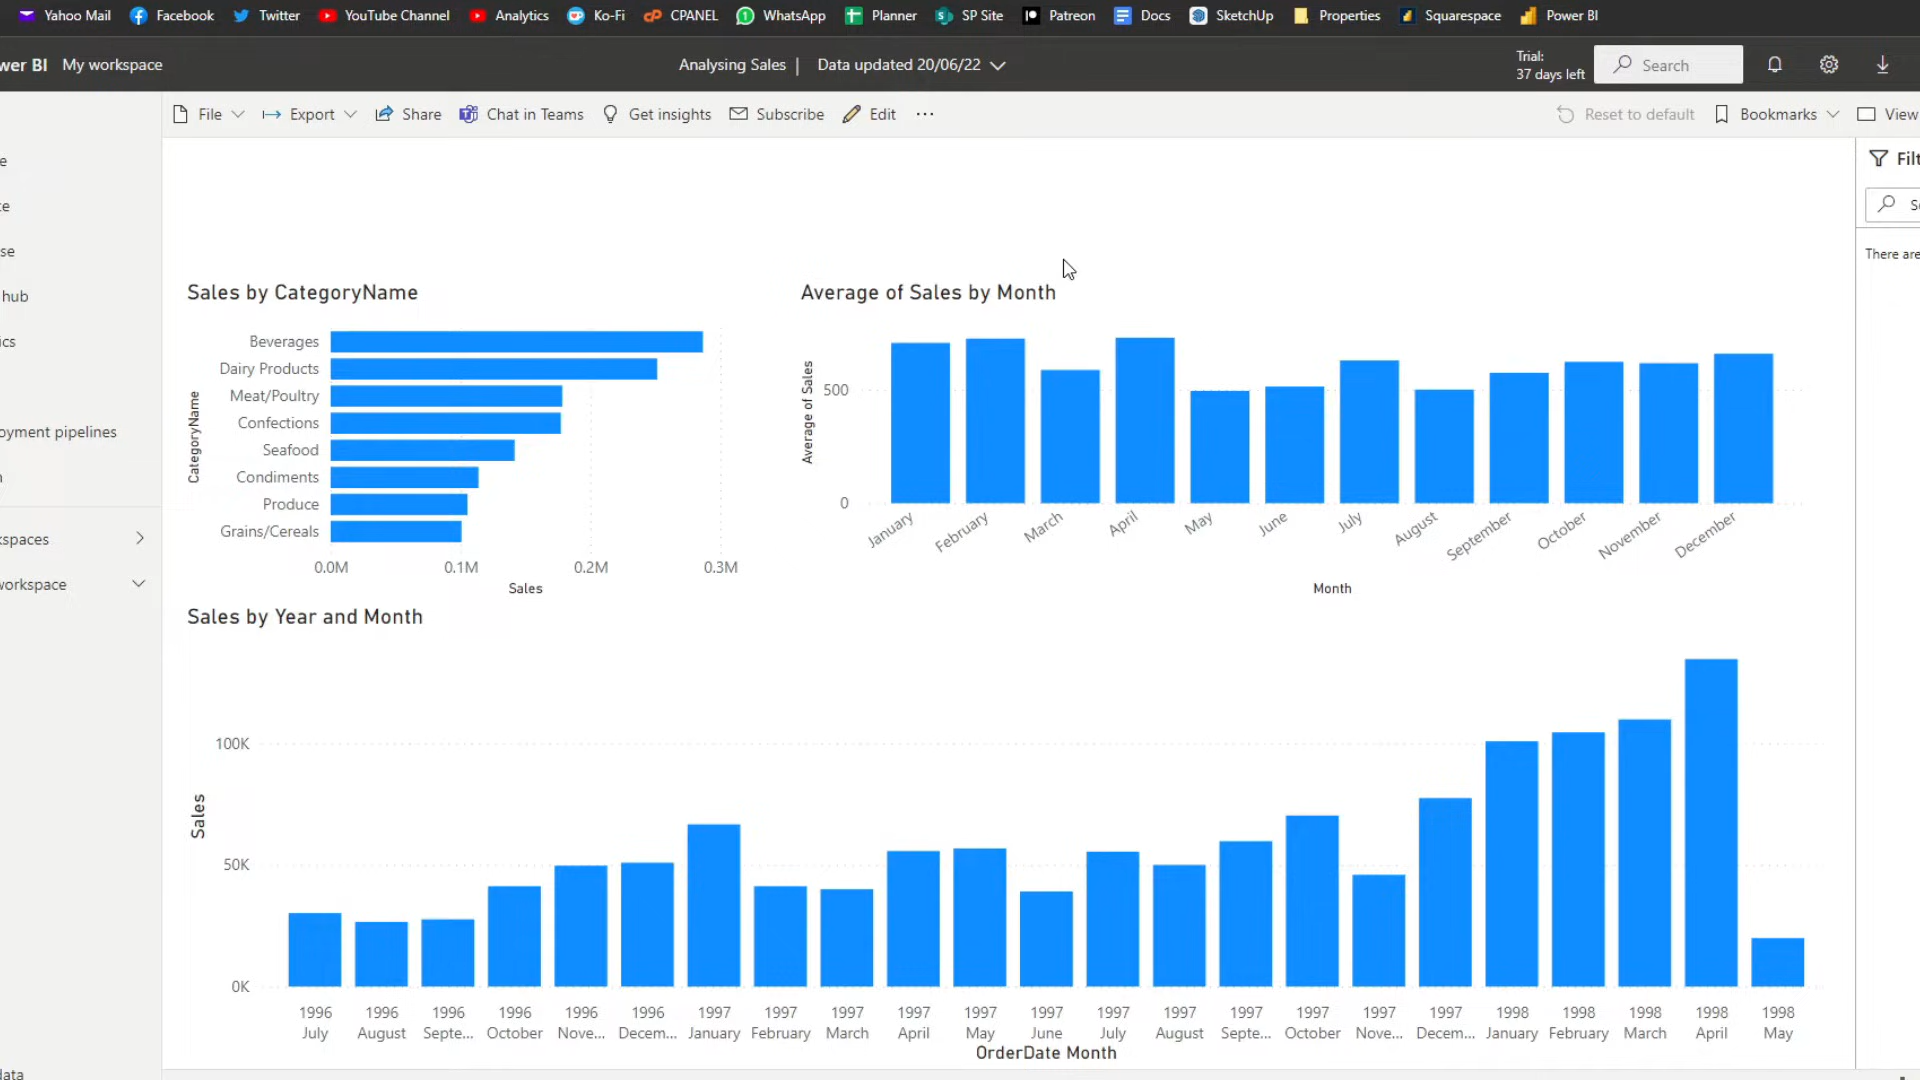 Yahoo Mail Facebook Twitter YouTube Channel Analytics Ko-Fi CPANEL WhatsApp Planner SP Site Patreon Docs SketchUp Properties Squarespace Power BI
wer BI My workspace Analysing Sales | Data updated 20/06/22 Trial: 37 days left Search
File Export Share Chat in Teams Get insights Subscribe Edit ... Reset to default Bookmarks View
Filt
There are
e
te
se
hub
ics
oyment pipelines
kspaces
workspace
data
Sales by CategoryName
CategoryName
Beverages
Dairy Products
Meat/Poultry
Confections
Seafood
Condiments
Produce
Grains/Cereals
0.0M 0.1M 0.2M 0.3M
Sales
Average of Sales by Month
Average of Sales
500
0
January February March April May June July August September October November December
Month
Sales by Year and Month
Sales
100K
50K
0K
1996 1996 1996 1996 1996 1996 1997 1997 1997 1997 1997 1997 1997 1997 1997 1997 1997 1997 1998 1998 1998 1998 1998
July August Septe... October Nove... Decem... January February March April May June July August Septe... October Nove... Decem... January February March April May
OrderDate Month